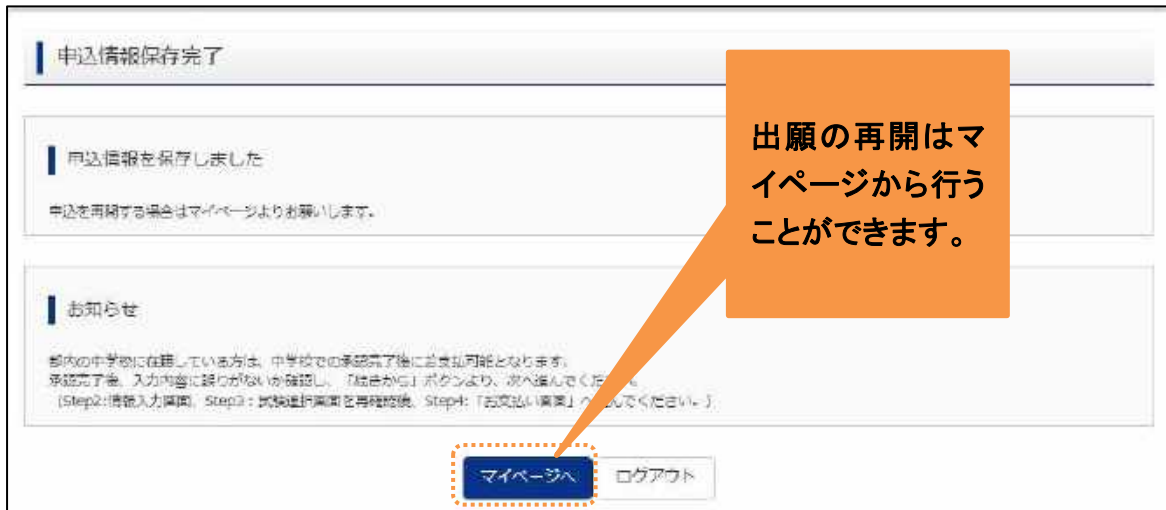 申込情報保存完了
出願の再開はマ
イページから行う
ことができます。
申込情報を保存しました
申込を再開する場合はマイページよりお願いします。
お知らせ
都内の中学校に在籍している方は、中学校での承認完了後にお支払可能となります。
承認完了後、入力内容に誤りがないか確認し、「続きから」ボタンより、次へ進んでください。
（Step2:情報入力画面、Step3：試験選択画面を再確認後、Step4:「お支払い画面」へ んでください。）
マイページへ
ログアウト